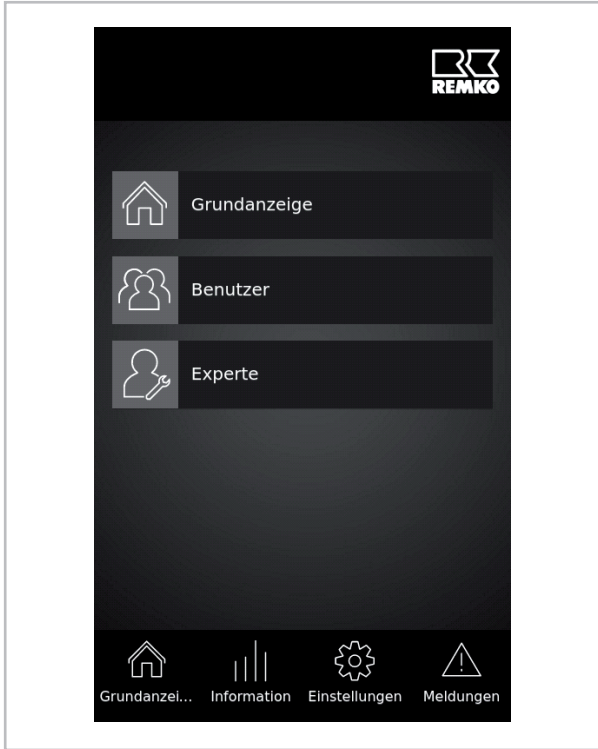 REMKO
Grundanzeige
Benutzer
Experte
Grundanzei... Information Einstellungen Meldungen